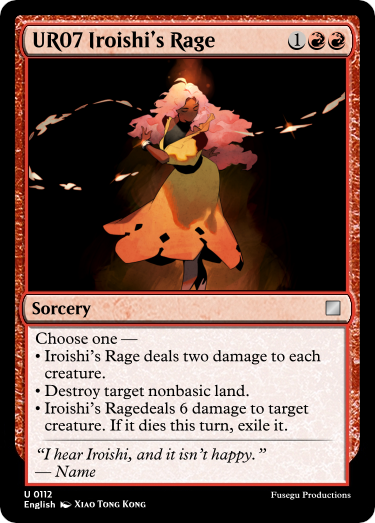 UR07 Iroishi's Rage 1
Sorcery
Choose one —
• Iroishi's Rage deals two damage to each
creature.
• Destroy target nonbasic land.
• Iroishi's Ragedeals 6 damage to target
creature. If it dies this turn, exile it.
“I hear Iroishi, and it isn't happy.”
— Name
U 0112
Fusegu Productions
English XIAO TONG KONG